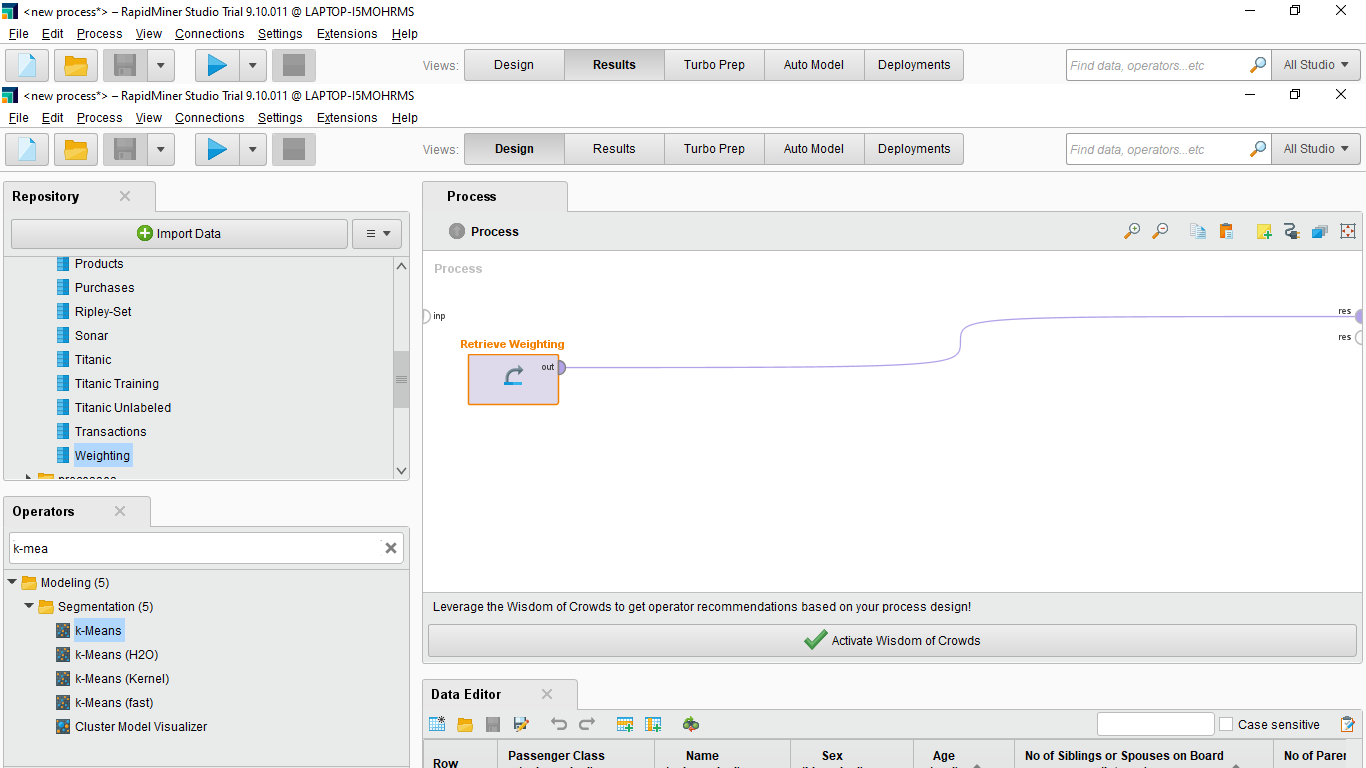 <new process*> – RapidMiner Studio Trial 9.10.011 @ LAPTOP-I5MOHRMS
File Edit Process View Connections Settings Extensions Help
Views: Design Results Turbo Prep Auto Model Deployments Find data, operators...etc All Studio
<new process*> – RapidMiner Studio Trial 9.10.011 @ LAPTOP-I5MOHRMS
File Edit Process View Connections Settings Extensions Help
Views: Design Results Turbo Prep Auto Model Deployments Find data, operators...etc All Studio
Repository
Import Data
Products
Purchases
Ripley-Set
Sonar
Titanic
Titanic Training
Titanic Unlabeled
Transactions
Weighting
Operators
k-mea
Modeling (5)
Segmentation (5)
k-Means
k-Means (H2O)
k-Means (Kernel)
k-Means (fast)
Cluster Model Visualizer
Process
Process
Process
inp
res
res
Retrieve Weighting
out
Leverage the Wisdom of Crowds to get operator recommendations based on your process design!
Activate Wisdom of Crowds
Data Editor
Case sensitive
Row Passenger Class Name Sex Age No of Siblings or Spouses on Board No of Parer